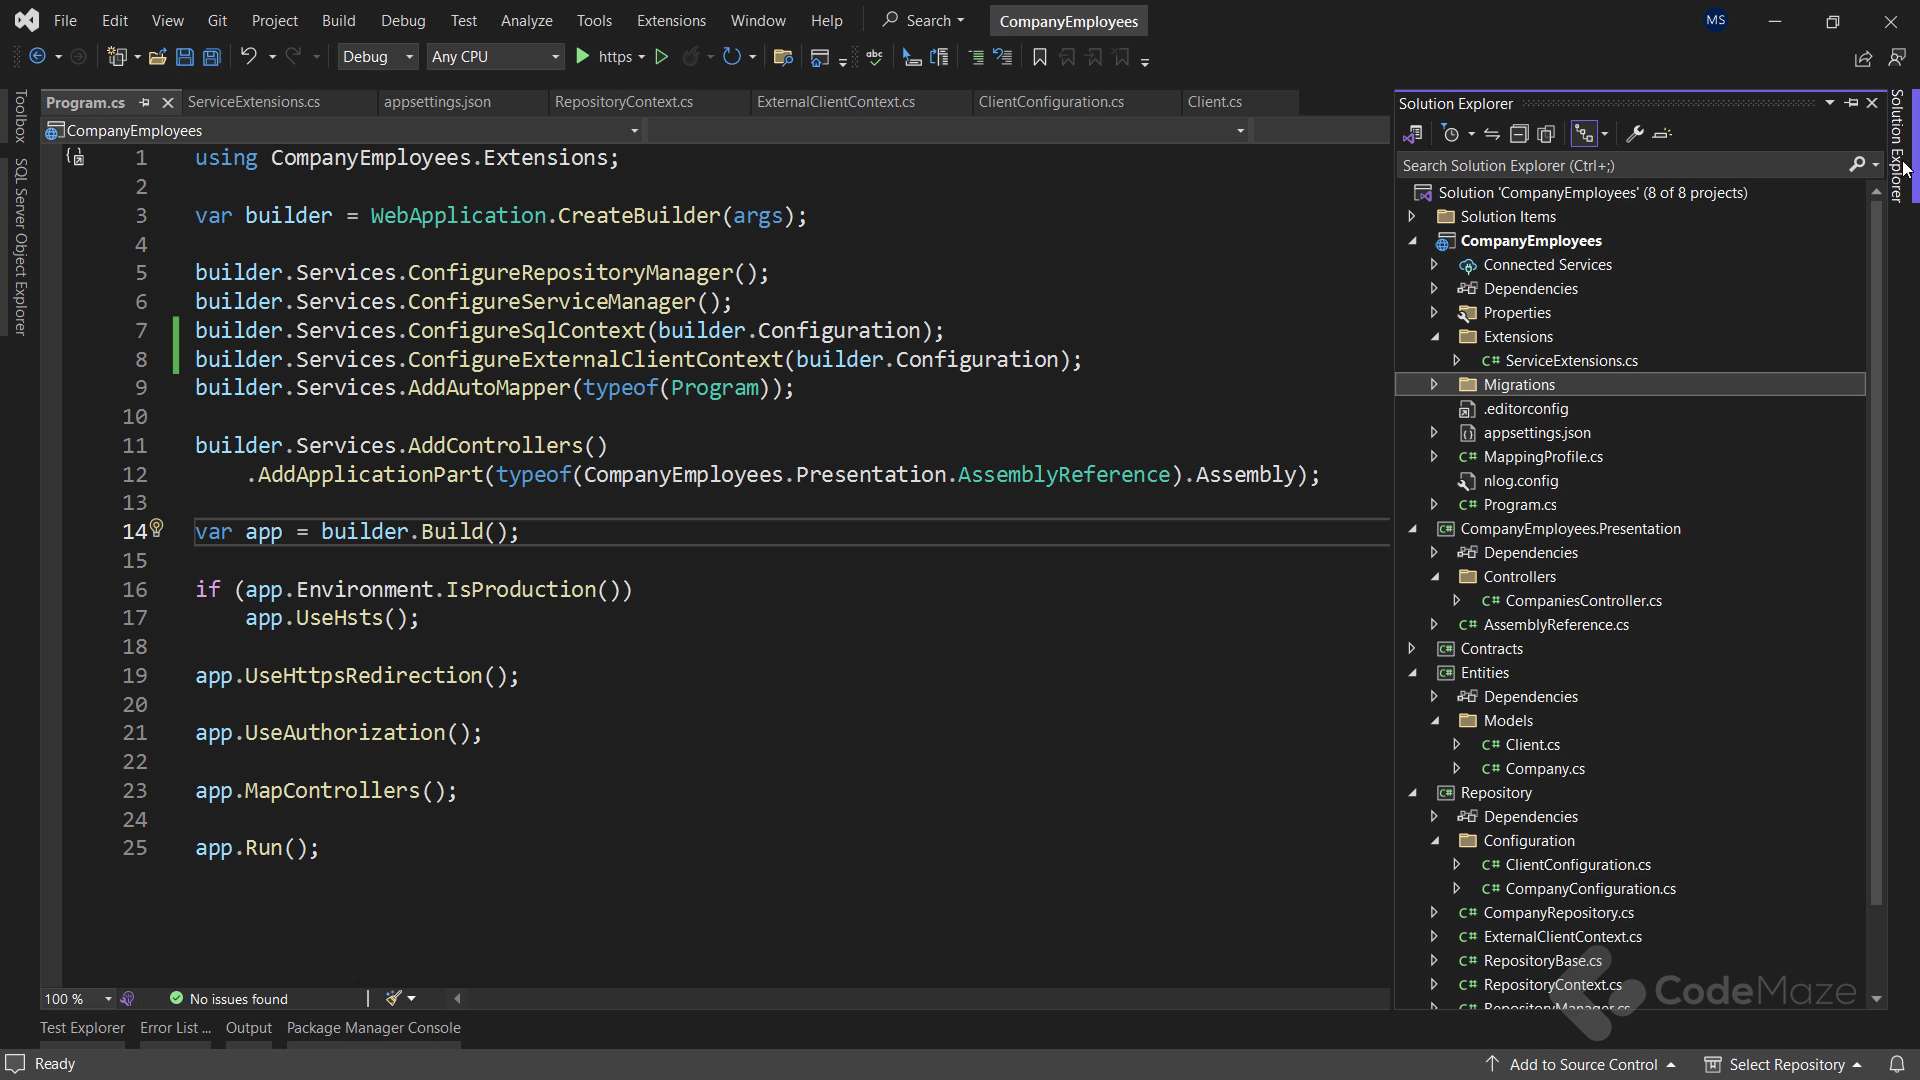 File Edit View Git Project Build Debug Test Analyze Tools Extensions Window Help Search CompanyEmployees MS
Debug Any CPU https abc
Toolbox
SQL Server Object Explorer
Program.cs ServiceExtensions.cs appsettings.json RepositoryContext.cs ExternalClientContext.cs ClientConfiguration.cs Client.cs
CompanyEmployees
1 using CompanyEmployees.Extensions;
2
3 var builder = WebApplication.CreateBuilder(args);
4
5 builder.Services.ConfigureRepositoryManager();
6 builder.Services.ConfigureServiceManager();
7 builder.Services.ConfigureSqlContext(builder.Configuration);
8 builder.Services.ConfigureExternalClientContext(builder.Configuration);
9 builder.Services.AddAutoMapper(typeof(Program));
10
11 builder.Services.AddControllers()
12 .AddApplicationPart(typeof(CompanyEmployees.Presentation.AssemblyReference).Assembly);
13
14 var app = builder.Build();
15
16 if (app.Environment.IsProduction())
17 app.UseHsts();
18
19 app.UseHttpsRedirection();
20
21 app.UseAuthorization();
22
23 app.MapControllers();
24
25 app.Run();
100 % No issues found
Solution Explorer
Search Solution Explorer (Ctrl+;)
Solution 'CompanyEmployees' (8 of 8 projects)
Solution Items
CompanyEmployees
Connected Services
Dependencies
Properties
Extensions
C# ServiceExtensions.cs
Migrations
.editorconfig
appsettings.json
C# MappingProfile.cs
nlog.config
C# Program.cs
C# CompanyEmployees.Presentation
Dependencies
Controllers
C# CompaniesController.cs
C# AssemblyReference.cs
C# Contracts
C# Entities
Dependencies
Models
C# Client.cs
C# Company.cs
C# Repository
Dependencies
Configuration
C# ClientConfiguration.cs
C# CompanyConfiguration.cs
C# CompanyRepository.cs
C# ExternalClientContext.cs
C# RepositoryBase.cs
C# RepositoryContext.cs
C# RepositoryManager.cs
CodeMaze
Solution Explorer
Test Explorer Error List ... Output Package Manager Console
Ready Add to Source Control Select Repository